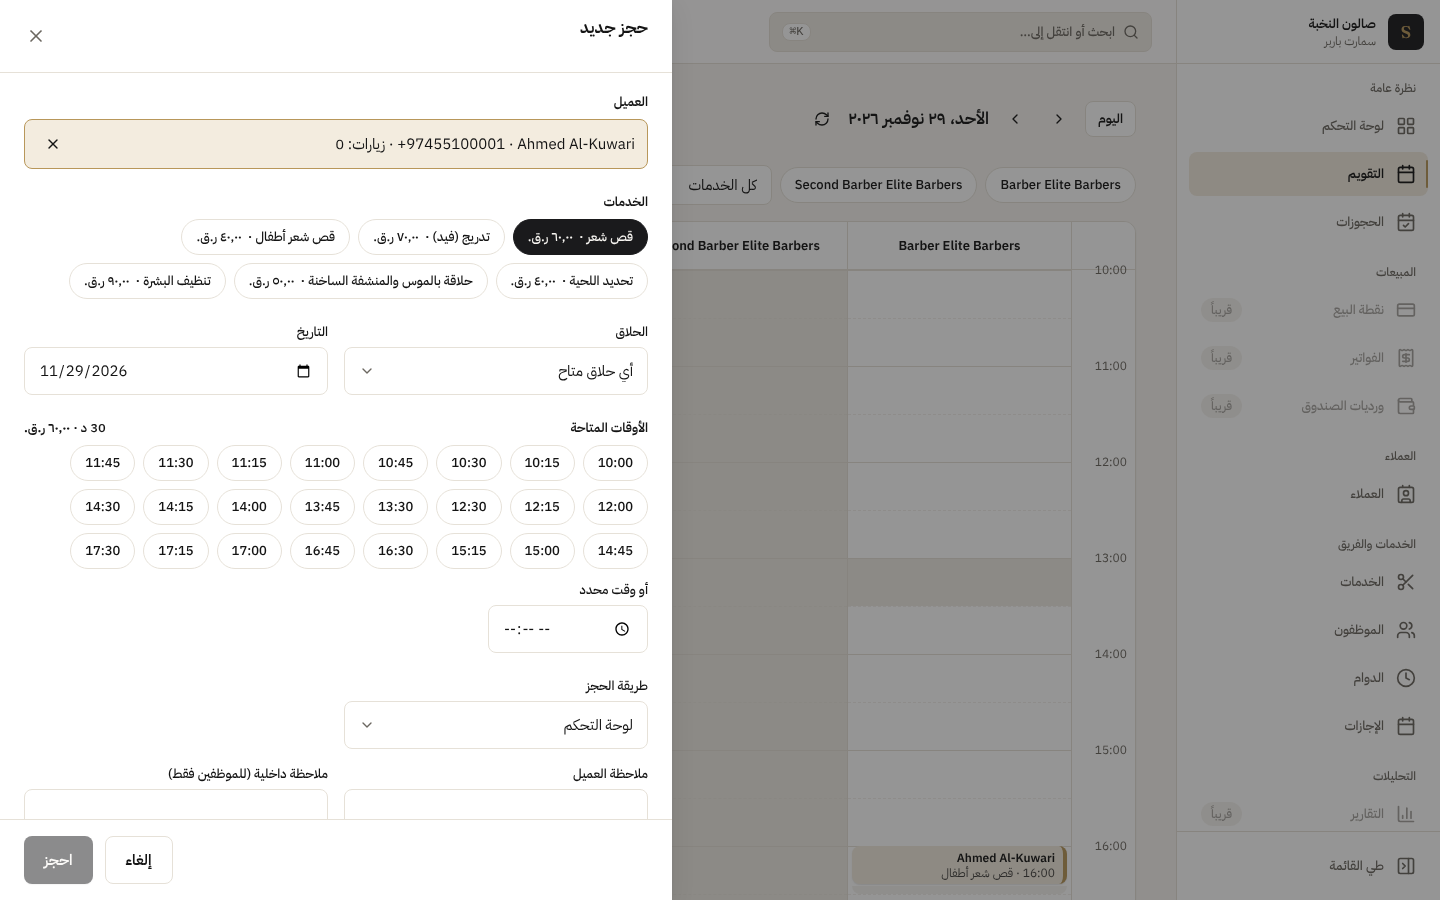 صالون النخبة
سمارت باربر
S
ابحث أو انتقل إلى...
⌘K
نظرة عامة
لوحة التحكم
التقويم
الحجوزات
المبيعات
نقطة البيع
قريباً
الفواتير
قريباً
ورديات الصندوق
قريباً
العملاء
العملاء
الخدمات والفريق
الخدمات
الموظفون
الدوام
الإجازات
التحليلات
التقارير
قريباً
طي القائمة
اليوم
الأحد، ٢٩ نوفمبر ٢٠٢٦
Barber Elite Barbers
Second Barber Elite Barbers
كل الخدمات
Barber Elite Barbers
ond Barber Elite Barbers
10:00
11:00
12:00
13:00
14:00
15:00
16:00
Ahmed Al-Kuwari
16:00 · قص شعر أطفال
حجز جديد
العميل
Ahmed Al-Kuwari · +97455100001 · زيارات: 0
الخدمات
قص شعر · ٦٠٫٠٠ ر.ق.
تدريج (فيد) · ٧٠٫٠٠ ر.ق.
قص شعر أطفال · ٤٠٫٠٠ ر.ق.
تحديد اللحية · ٤٠٫٠٠ ر.ق.
حلاقة بالموس والمنشفة الساخنة · ٥٠٫٠٠ ر.ق.
تنظيف البشرة · ٩٠٫٠٠ ر.ق.
الحلاق
التاريخ
أي حلاق متاح
11/29/2026
الأوقات المتاحة
30 د · ٦٠٫٠٠ ر.ق.
10:00 10:15 10:30 10:45 11:00 11:15 11:30 11:45
12:00 12:15 12:30 13:30 13:45 14:00 14:15 14:30
14:45 15:00 15:15 16:30 16:45 17:00 17:15 17:30
أو وقت محدد
--:-- --
طريقة الحجز
لوحة التحكم
ملاحظة العميل
ملاحظة داخلية (للموظفين فقط)
إلغاء
احجز